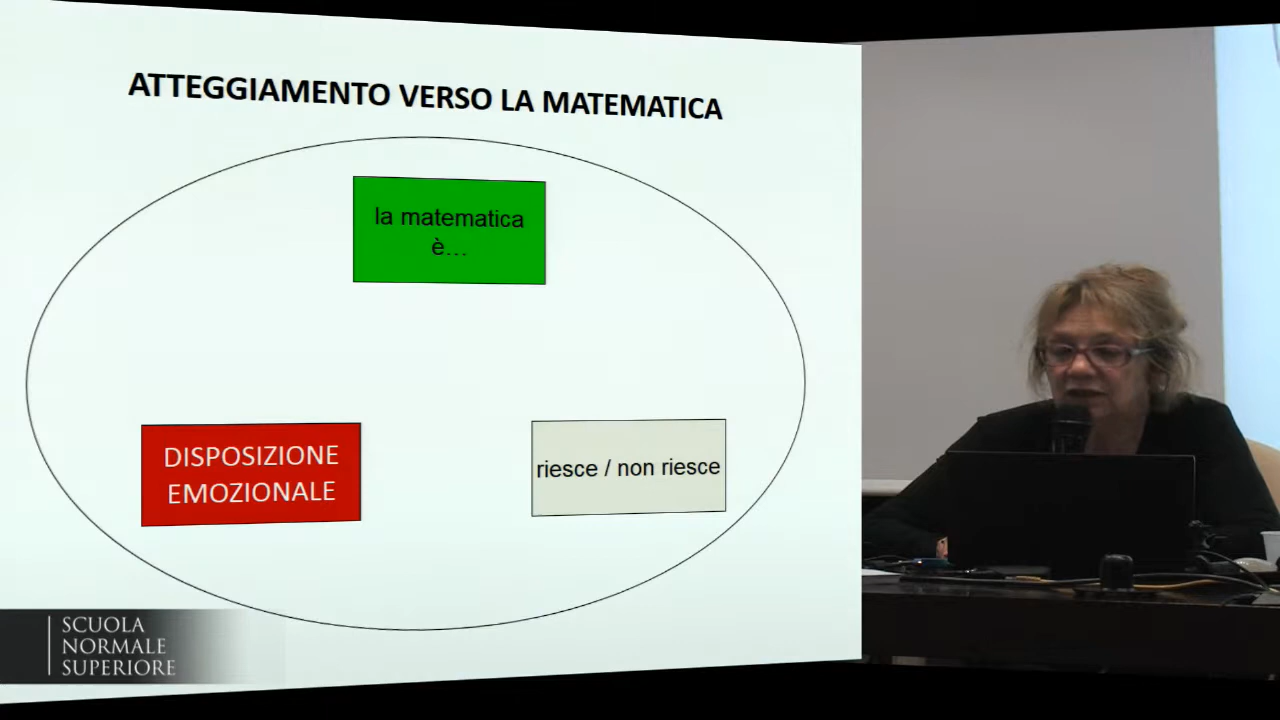 ATTEGGIAMENTO VERSO LA MATEMATICA
la matematica
è...
DISPOSIZIONE
EMOZIONALE
riesce / non riesce
SCUOLA
NORMALE
SUPERIORE